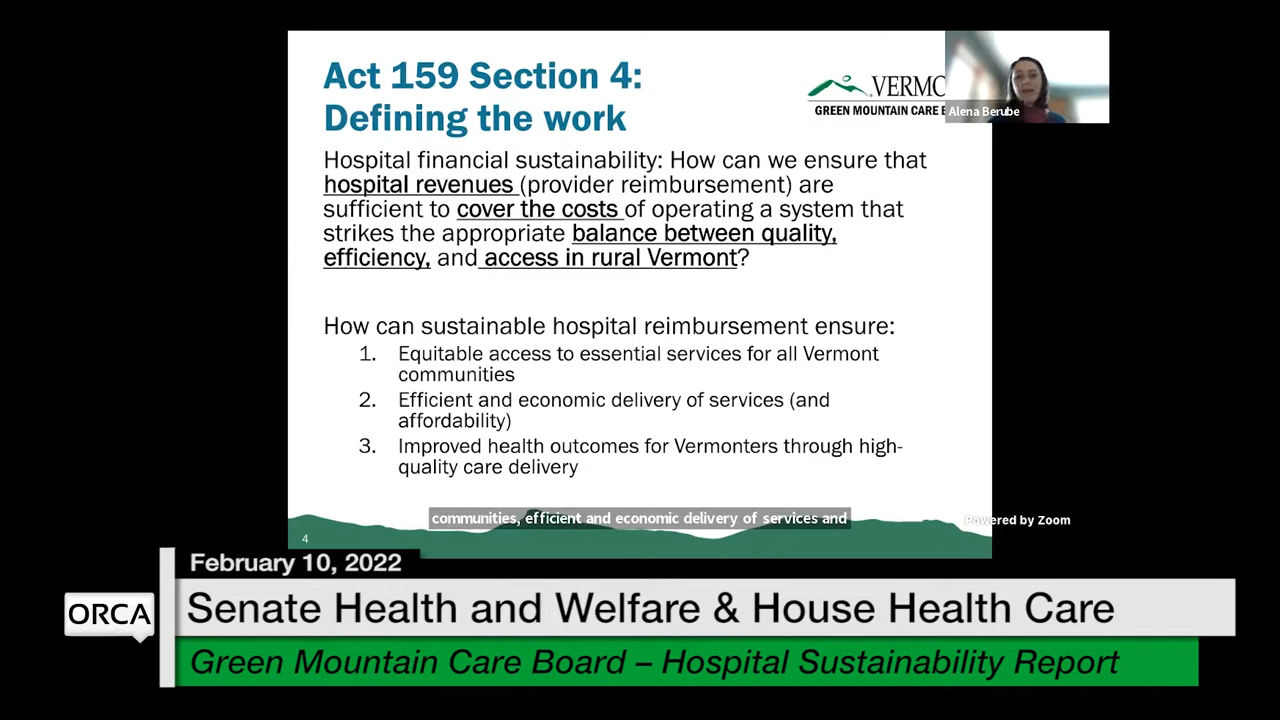 Act 159 Section 4:
Defining the work
VERMO
GREEN MOUNTAIN CARE B
Alena Berube
Hospital financial sustainability: How can we ensure that
hospital revenues (provider reimbursement) are
sufficient to cover the costs of operating a system that
strikes the appropriate balance between quality,
efficiency, and access in rural Vermont?
How can sustainable hospital reimbursement ensure:
1. Equitable access to essential services for all Vermont
communities
2. Efficient and economic delivery of services (and
affordability)
3. Improved health outcomes for Vermonters through high-
quality care delivery
communities, efficient and economic delivery of services and
4
Powered by Zoom
February 10, 2022
ORCA
Senate Health and Welfare & House Health Care
Green Mountain Care Board – Hospital Sustainability Report